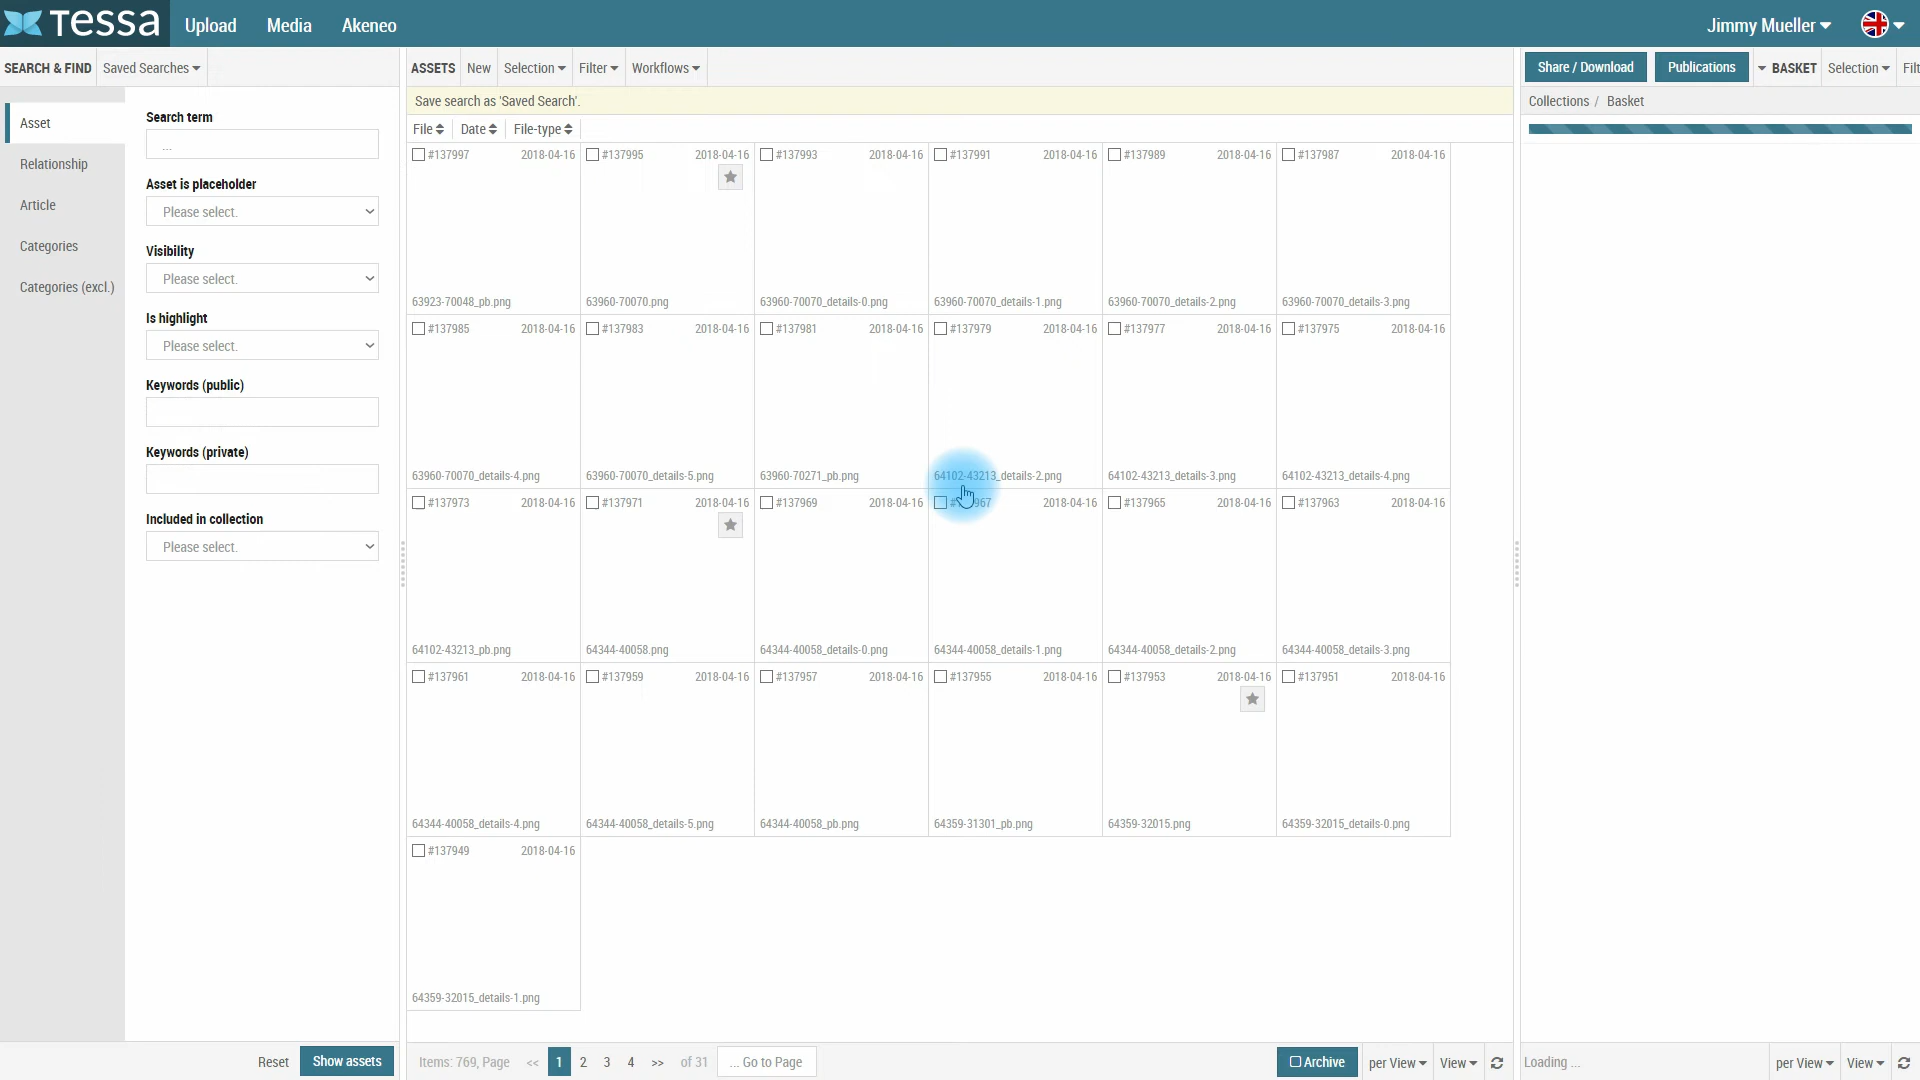 Tessa Upload Media Akeneo Jimmy Mueller
SEARCH & FIND Saved Searches ASSETS New Selection Filter Workflows Share / Download Publications BASKET Selection Filt
Save search as 'Saved Search'. Collections / Basket
Asset
Relationship
Article
Categories
Categories (excl.)
Search term
...
Asset is placeholder
Please select.
Visibility
Please select.
Is highlight
Please select.
Keywords (public)
Keywords (private)
Included in collection
Please select.
Reset Show assets
File Date File-type
#137997 2018-04-16 #137995 2018-04-16 #137993 2018-04-16 #137991 2018-04-16 #137989 2018-04-16 #137987 2018-04-16
63923-70048_pb.png 63960-70070.png 63960-70070_details-0.png 63960-70070_details-1.png 63960-70070_details-2.png 63960-70070_details-3.png
#137985 2018-04-16 #137983 2018-04-16 #137981 2018-04-16 #137979 2018-04-16 #137977 2018-04-16 #137975 2018-04-16
63960-70070_details-4.png 63960-70070_details-5.png 63960-70271_pb.png 64102-43213_details-2.png 64102-43213_details-3.png 64102-43213_details-4.png
#137973 2018-04-16 #137971 2018-04-16 #137969 2018-04-16 2018-04-16 #137965 2018-04-16 #137963 2018-04-16
64102-43213_pb.png 64344-40058.png 64344-40058_details-0.png 64344-40058_details-1.png 64344-40058_details-2.png 64344-40058_details-3.png
#137961 2018-04-16 #137959 2018-04-16 #137957 2018-04-16 #137955 2018-04-16 #137953 2018-04-16 #137951 2018-04-16
64344-40058_details-4.png 64344-40058_details-5.png 64344-40058_pb.png 64359-31301_pb.png 64359-32015.png 64359-32015_details-0.png
#137949 2018-04-16
64359-32015_details-1.png
Items: 769, Page << 1 2 3 4 >> of 31 ... Go to Page Archive per View View
Loading ... per View View